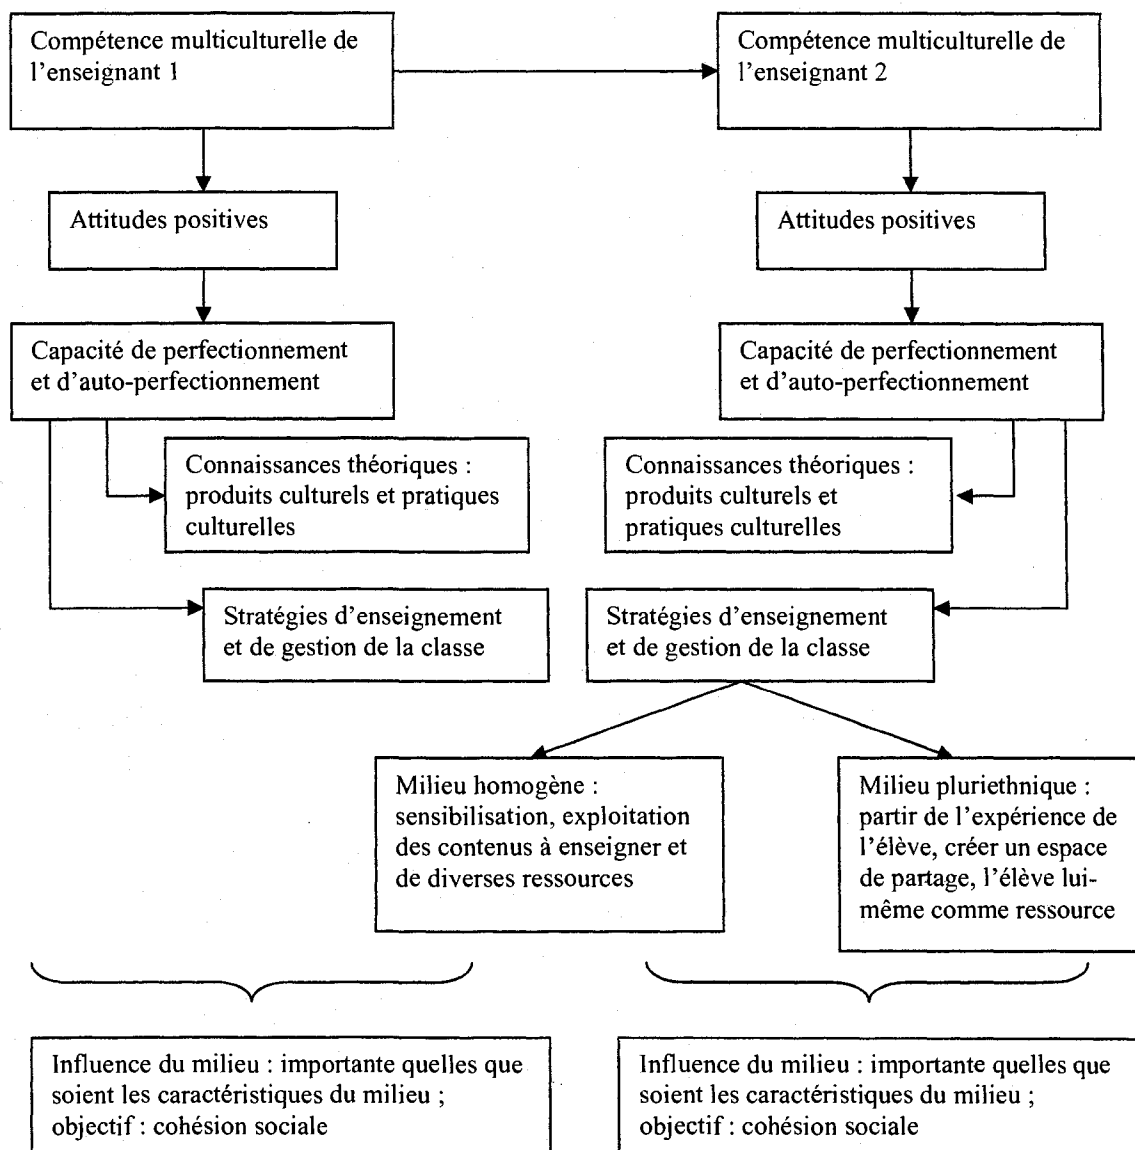 Compétence multiculturelle de
l'enseignant 1
Compétence multiculturelle de
l'enseignant 2
Attitudes positives
Attitudes positives
Capacité de perfectionnement
et d'auto-perfectionnement
Capacité de perfectionnement
et d'auto-perfectionnement
Connaissances théoriques :
produits culturels et pratiques
culturelles
Connaissances théoriques :
produits culturels et
pratiques culturelles
Stratégies d'enseignement
et de gestion de la classe
Stratégies d'enseignement
et de gestion de la classe
Milieu homogène :
sensibilisation, exploitation
des contenus à enseigner et
de diverses ressources
Milieu pluriethnique :
partir de l'expérience de
l'élève, créer un espace
de partage, l'élève lui-
même comme ressource
Influence du milieu : importante quelles que
soient les caractéristiques du milieu ;
objectif : cohésion sociale
Influence du milieu : importante quelles que
soient les caractéristiques du milieu ;
objectif : cohésion sociale